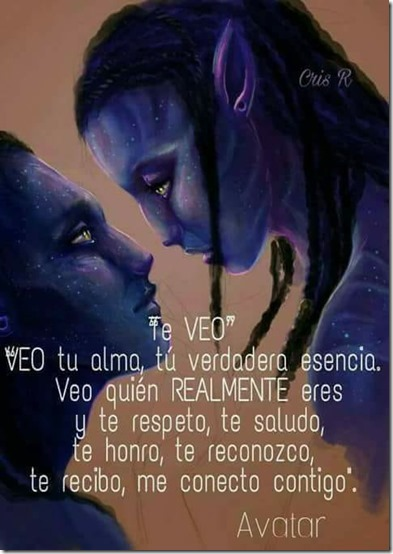 Cris R
"Te VEO"
"VEO tu alma, tú verdadera esencia.
Veo quién REALMENTE eres
y te respeto, te saludo,
te honro, te reconozco,
te recibo, me conecto contigo".
Avatar